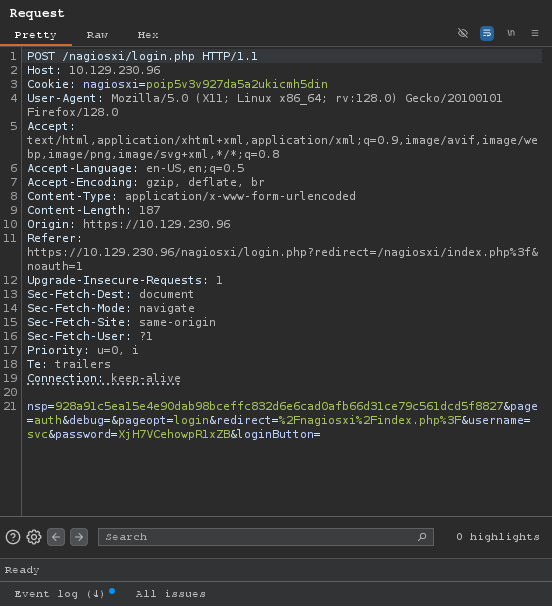 Request
Pretty Raw Hex
1 POST /nagiosxi/login.php HTTP/1.1
2 Host: 10.129.230.96
3 Cookie: nagiosxi=poip5v3v927da5a2ukicmh5din
4 User-Agent: Mozilla/5.0 (X11; Linux x86_64; rv:128.0) Gecko/20100101
Firefox/128.0
5 Accept:
text/html,application/xhtml+xml,application/xml;q=0.9,image/avif,image/we
bp,image/png,image/svg+xml,*/*;q=0.8
6 Accept-Language: en-US,en;q=0.5
7 Accept-Encoding: gzip, deflate, br
8 Content-Type: application/x-www-form-urlencoded
9 Content-Length: 187
10 Origin: https://10.129.230.96
11 Referer:
https://10.129.230.96/nagiosxi/login.php?redirect=/nagiosxi/index.php%3f&
noauth=1
12 Upgrade-Insecure-Requests: 1
13 Sec-Fetch-Dest: document
14 Sec-Fetch-Mode: navigate
15 Sec-Fetch-Site: same-origin
16 Sec-Fetch-User: ?1
17 Priority: u=0, i
18 Te: trailers
19 Connection: keep-alive
20
21 nsp=928a91c5ea15e4e90dab98bceffc832d6e6cad0afb66d31ce79c561dcd5f8827&page
=auth&debug=&pageopt=login&redirect=%2Fnagiosxi%2Findex.php%3F&username=
svc&password=XjH7VCehowpR1xZB&loginButton=
Search
0 highlights
Ready
Event log (4) All issues